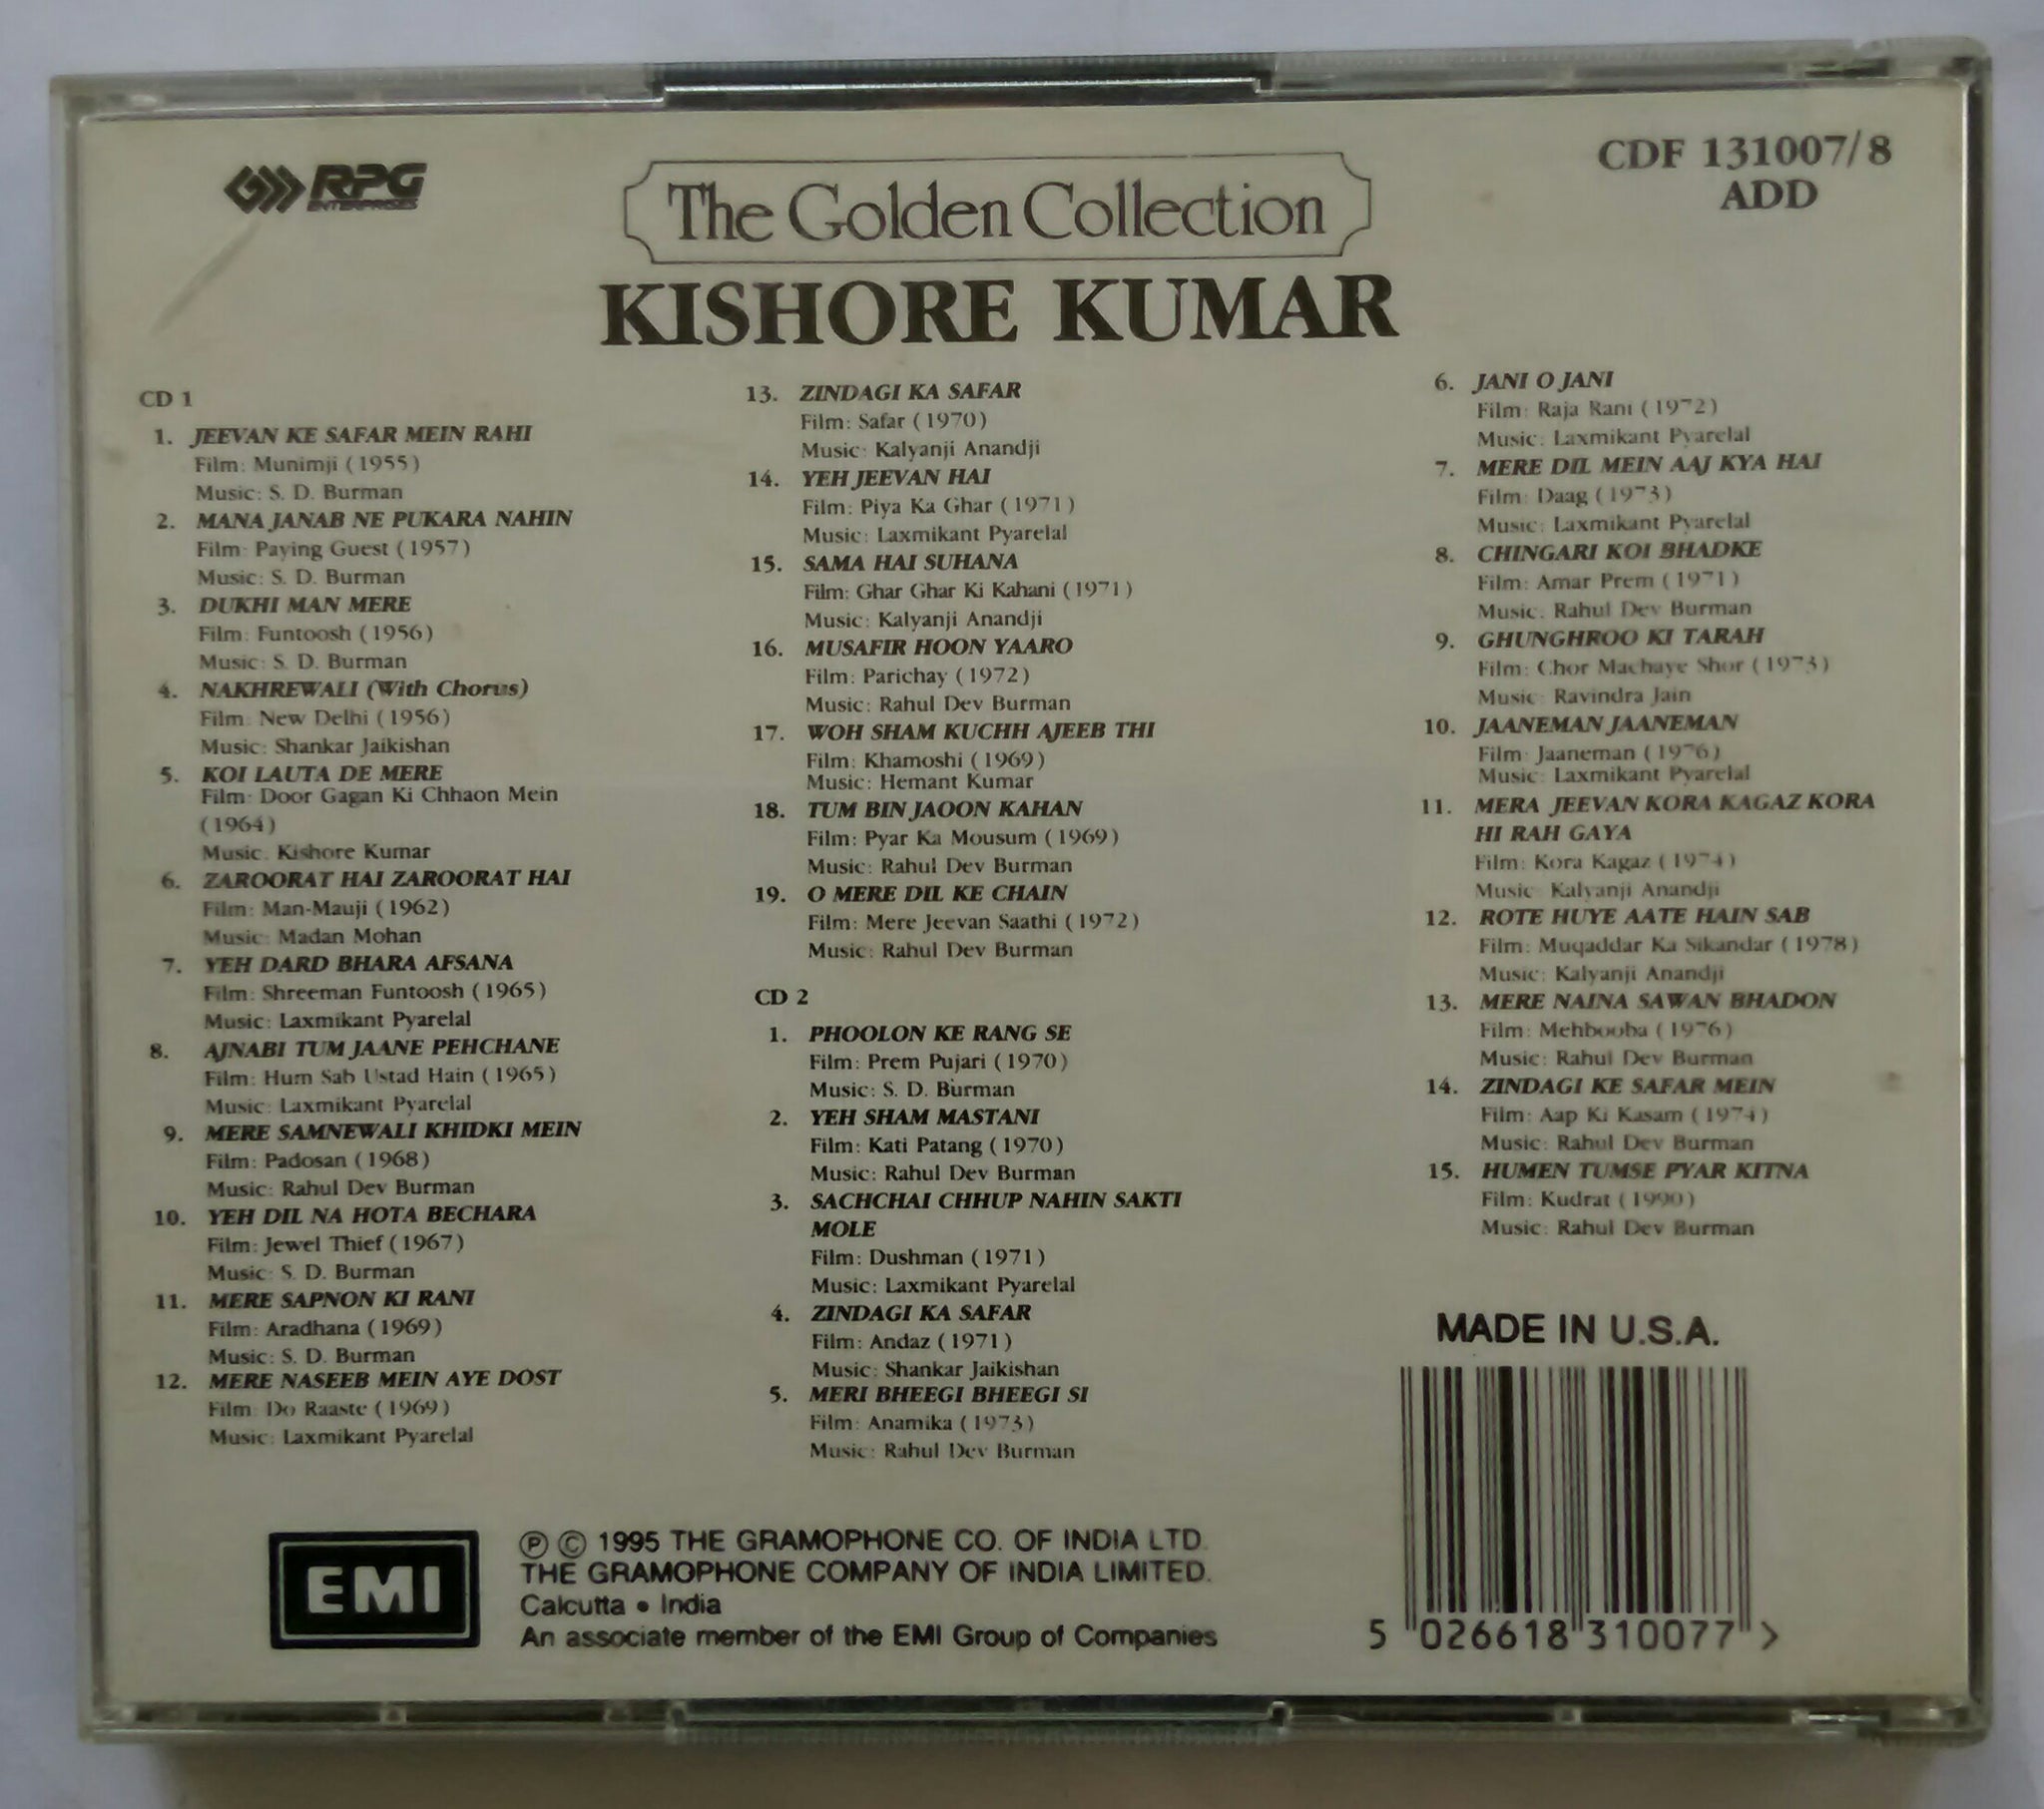 RPG
ENTERPRISES
The Golden Collection
CDF 131007/8
ADD
KISHORE KUMAR
CD 1
1. JEEVAN KE SAFAR MEIN RAHI
Film: Munimji (1955)
Music: S. D. Burman
2. MANA JANAB NE PUKARA NAHIN
Film: Paying Guest (1957)
Music: S. D. Burman
3. DUKHI MAN MERE
Film: Funtoosh (1956)
Music: S. D. Burman
4. NAKHREWALI (With Chorus)
Film: New Delhi (1956)
Music: Shankar Jaikishan
5. KOI LAUTA DE MERE
Film: Door Gagan Ki Chhaon Mein
(1964)
Music: Kishore Kumar
6. ZAROORAT HAI ZAROORAT HAI
Film: Man-Mauji (1962)
Music: Madan Mohan
7. YEH DARD BHARA AFSANA
Film: Shreeman Funtoosh (1965)
Music: Laxmikant Pyarelal
8. AJNABI TUM JAANE PEHCHANE
Film: Hum Sab Ustad Hain (1965)
Music: Laxmikant Pyarelal
9. MERE SAMNEWALI KHIDKI MEIN
Film: Padosan (1968)
Music: Rahul Dev Burman
10. YEH DIL NA HOTA BECHARA
Film: Jewel Thief (1967)
Music: S. D. Burman
11. MERE SAPNON KI RANI
Film: Aradhana (1969)
Music: S. D. Burman
12. MERE NASEEB MEIN AYE DOST
Film: Do Raaste (1969)
Music: Laxmikant Pyarelal
13. ZINDAGI KA SAFAR
Film: Safar (1970)
Music: Kalyanji Anandji
14. YEH JEEVAN HAI
Film: Piya Ka Ghar (1971)
Music: Laxmikant Pyarelal
15. SAMA HAI SUHANA
Film: Ghar Ghar Ki Kahani (1971)
Music: Kalyanji Anandji
16. MUSAFIR HOON YAARO
Film: Parichay (1972)
Music: Rahul Dev Burman
17. WOH SHAM KUCHH AJEEB THI
Film: Khamoshi (1969)
Music: Hemant Kumar
18. TUM BIN JAOON KAHAN
Film: Pyar Ka Mousum (1969)
Music: Rahul Dev Burman
19. O MERE DIL KE CHAIN
Film: Mere Jeevan Saathi (1972)
Music: Rahul Dev Burman
CD 2
1. PHOOLON KE RANG SE
Film: Prem Pujari (1970)
Music: S. D. Burman
2. YEH SHAM MASTANI
Film: Kati Patang (1970)
Music: Rahul Dev Burman
3. SACHCHAI CHHUP NAHIN SAKTI
MOLE
Film: Dushman (1971)
Music: Laxmikant Pyarelal
4. ZINDAGI KA SAFAR
Film: Andaz (1971)
Music: Shankar Jaikishan
5. MERI BHEEGI BHEEGI SI
Film: Anamika (1973)
Music: Rahul Dev Burman
6. JANI O JANI
Film: Raja Rani (1972)
Music: Laxmikant Pyarelal
7. MERE DIL MEIN AAJ KYA HAI
Film: Daag (1973)
Music: Laxmikant Pyarelal
8. CHINGARI KOI BHADKE
Film: Amar Prem (1971)
Music: Rahul Dev Burman
9. GHUNGHROO KI TARAH
Film: Chor Machaye Shor (1973)
Music: Ravindra Jain
10. JAANEMAN JAANEMAN
Film: Jaaneman (1976)
Music: Laxmikant Pyarelal
11. MERA JEEVAN KORA KAGAZ KORA
HI RAH GAYA
Film: Kora Kagaz (1974)
Music: Kalyanji Anandji
12. ROTE HUYE AATE HAIN SAB
Film: Muqaddar Ka Sikandar (1978)
Music: Kalyanji Anandji
13. MERE NAINA SAWAN BHADON
Film: Mehbooba (1976)
Music: Rahul Dev Burman
14. ZINDAGI KE SAFAR MEIN
Film: Aap Ki Kasam (1974)
Music: Rahul Dev Burman
15. HUMEN TUMSE PYAR KITNA
Film: Kudrat (1990)
Music: Rahul Dev Burman
MADE IN U.S.A.
5 026618 310077 >
EMI
℗ © 1995 THE GRAMOPHONE CO. OF INDIA LTD.
THE GRAMOPHONE COMPANY OF INDIA LIMITED.
Calcutta • India
An associate member of the EMI Group of Companies